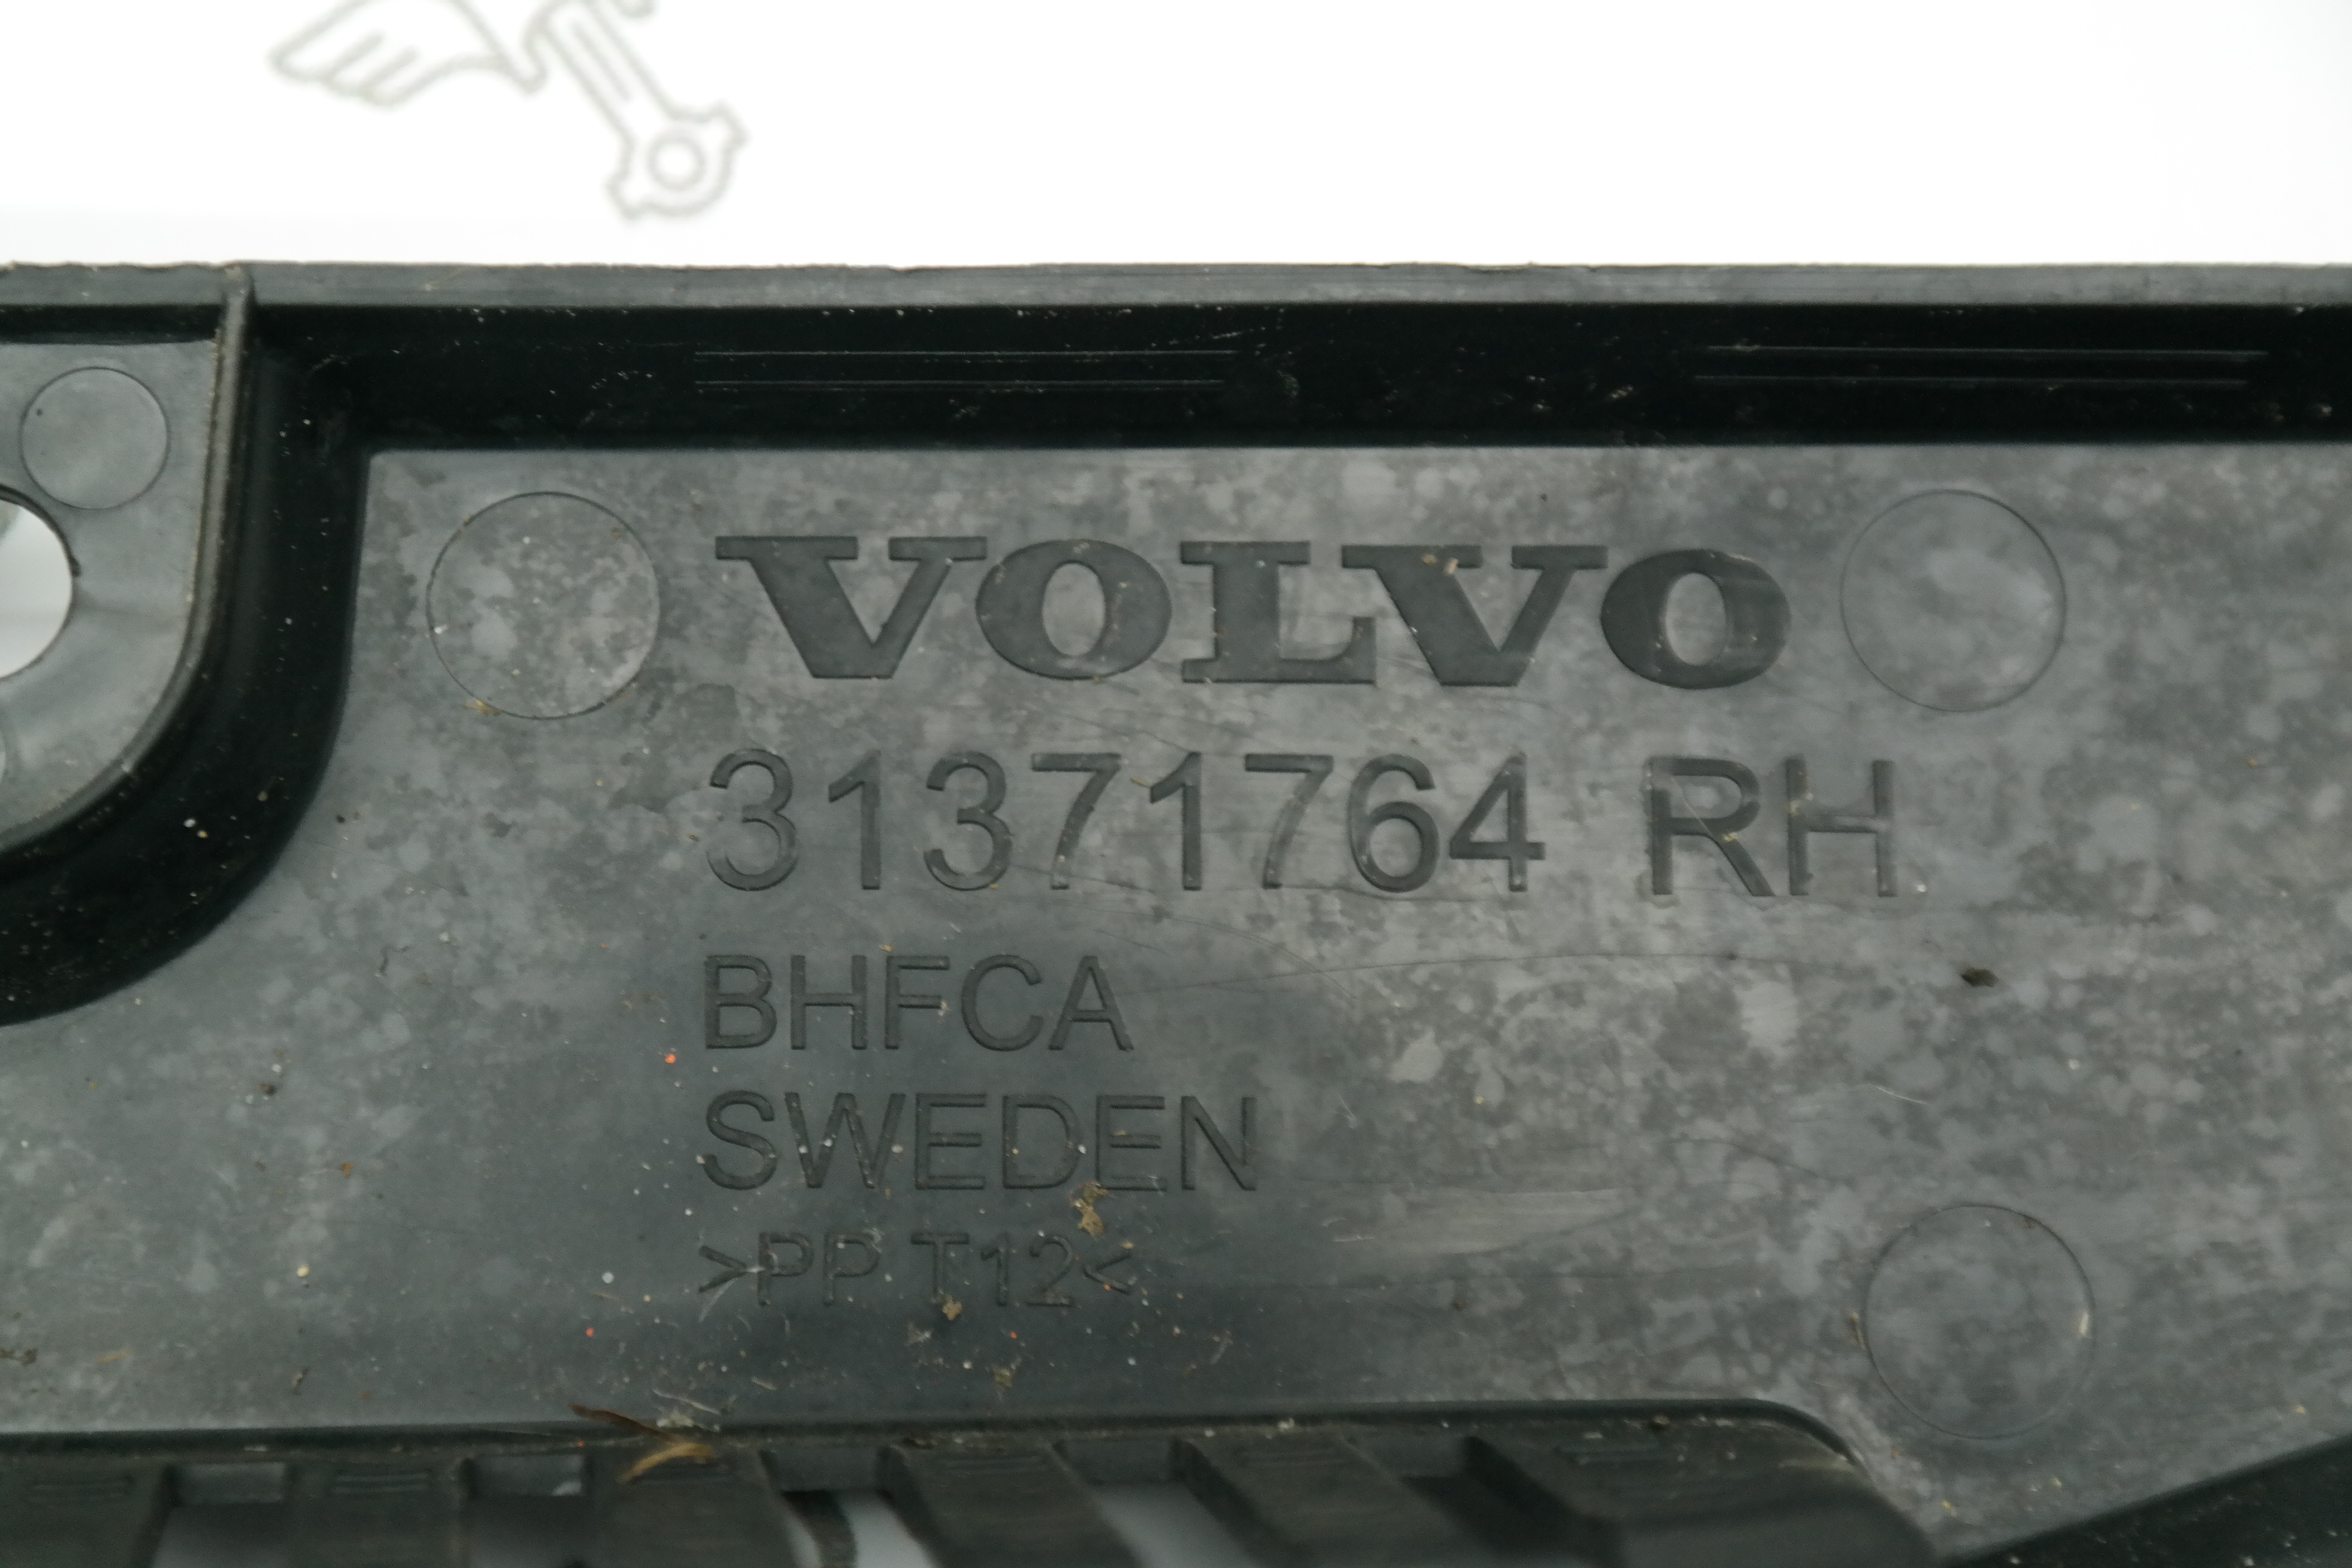 VOLVO
31371764 RH
BHFCA
SWEDEN
>PP T12<